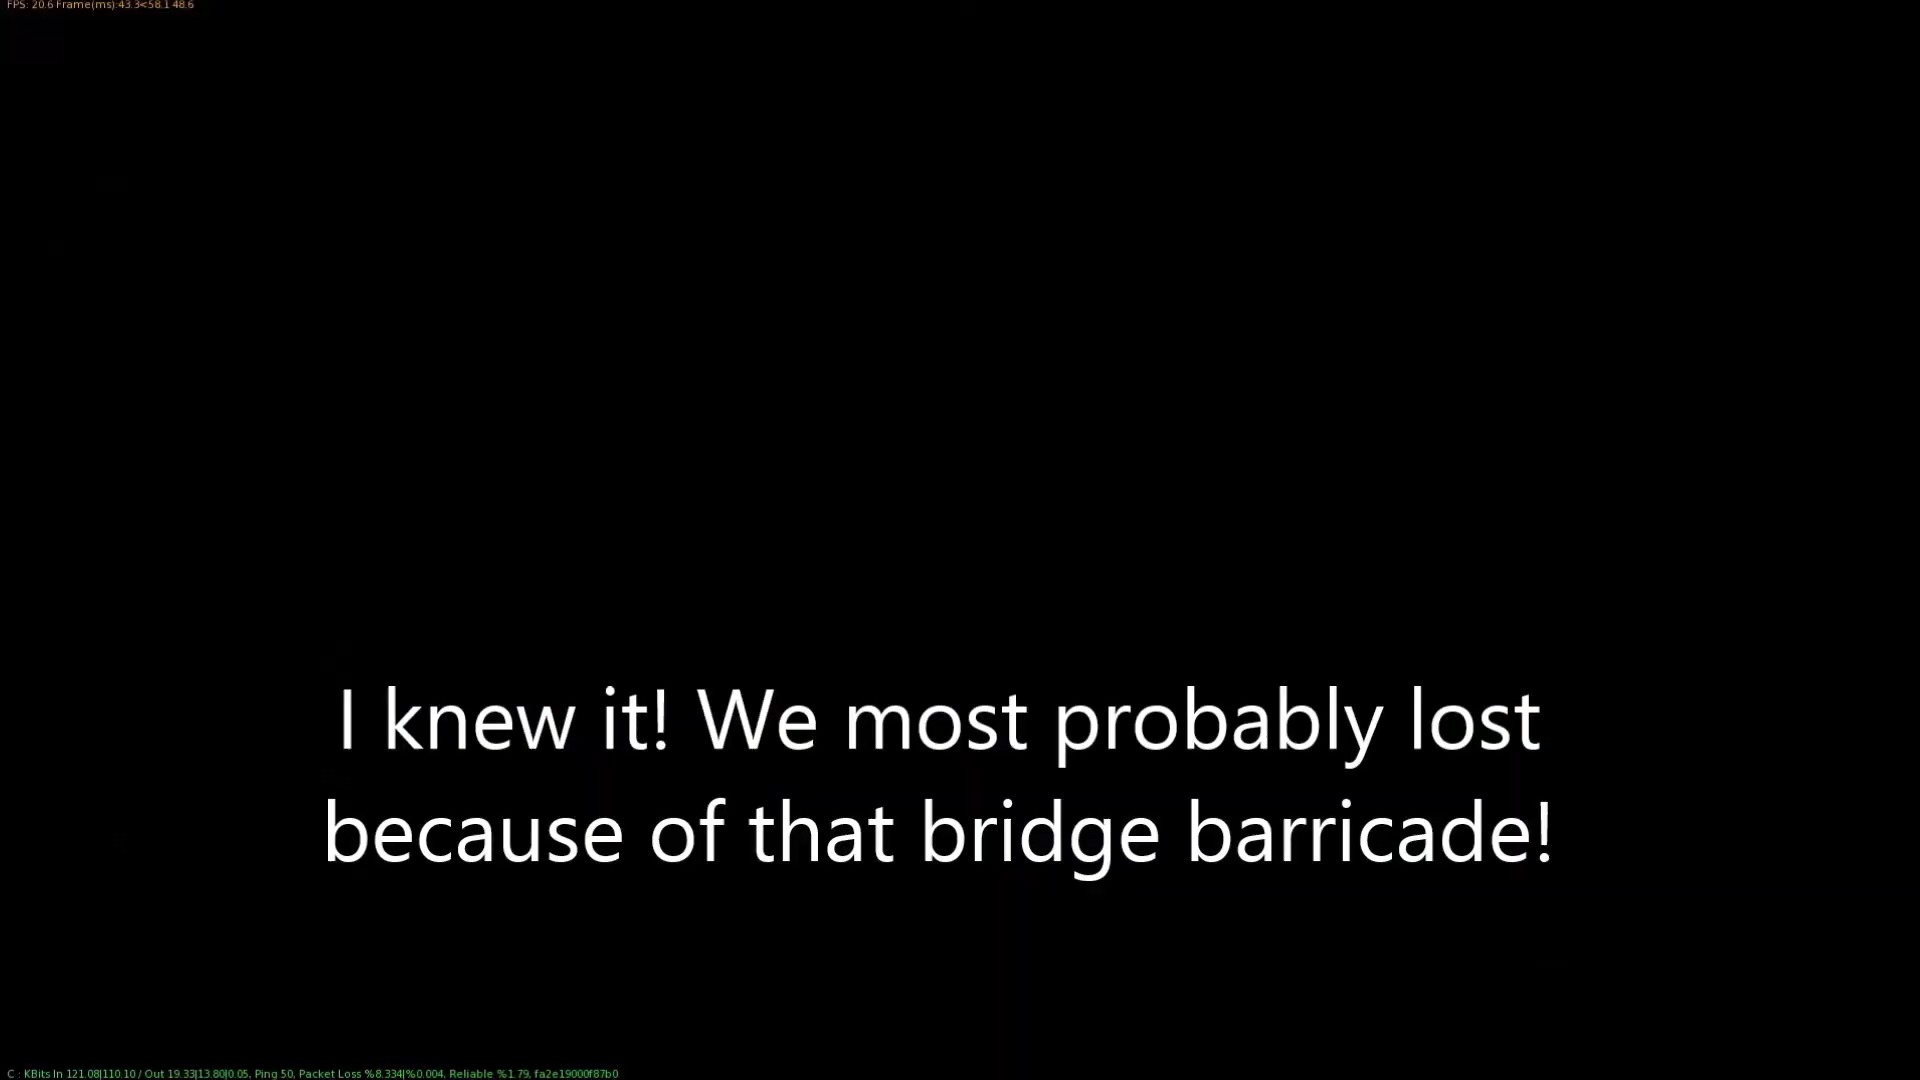 FPS: 20.6 Frame(ms):43.3<58.1 48.6
I knew it! We most probably lost
because of that bridge barricade!
C : KBits In 121.08|110.10 / Out 19.33|13.80|0.05, Ping 50, Packet Loss %8.334|%0.004, Reliable %1.79, fa2e19000f87b0